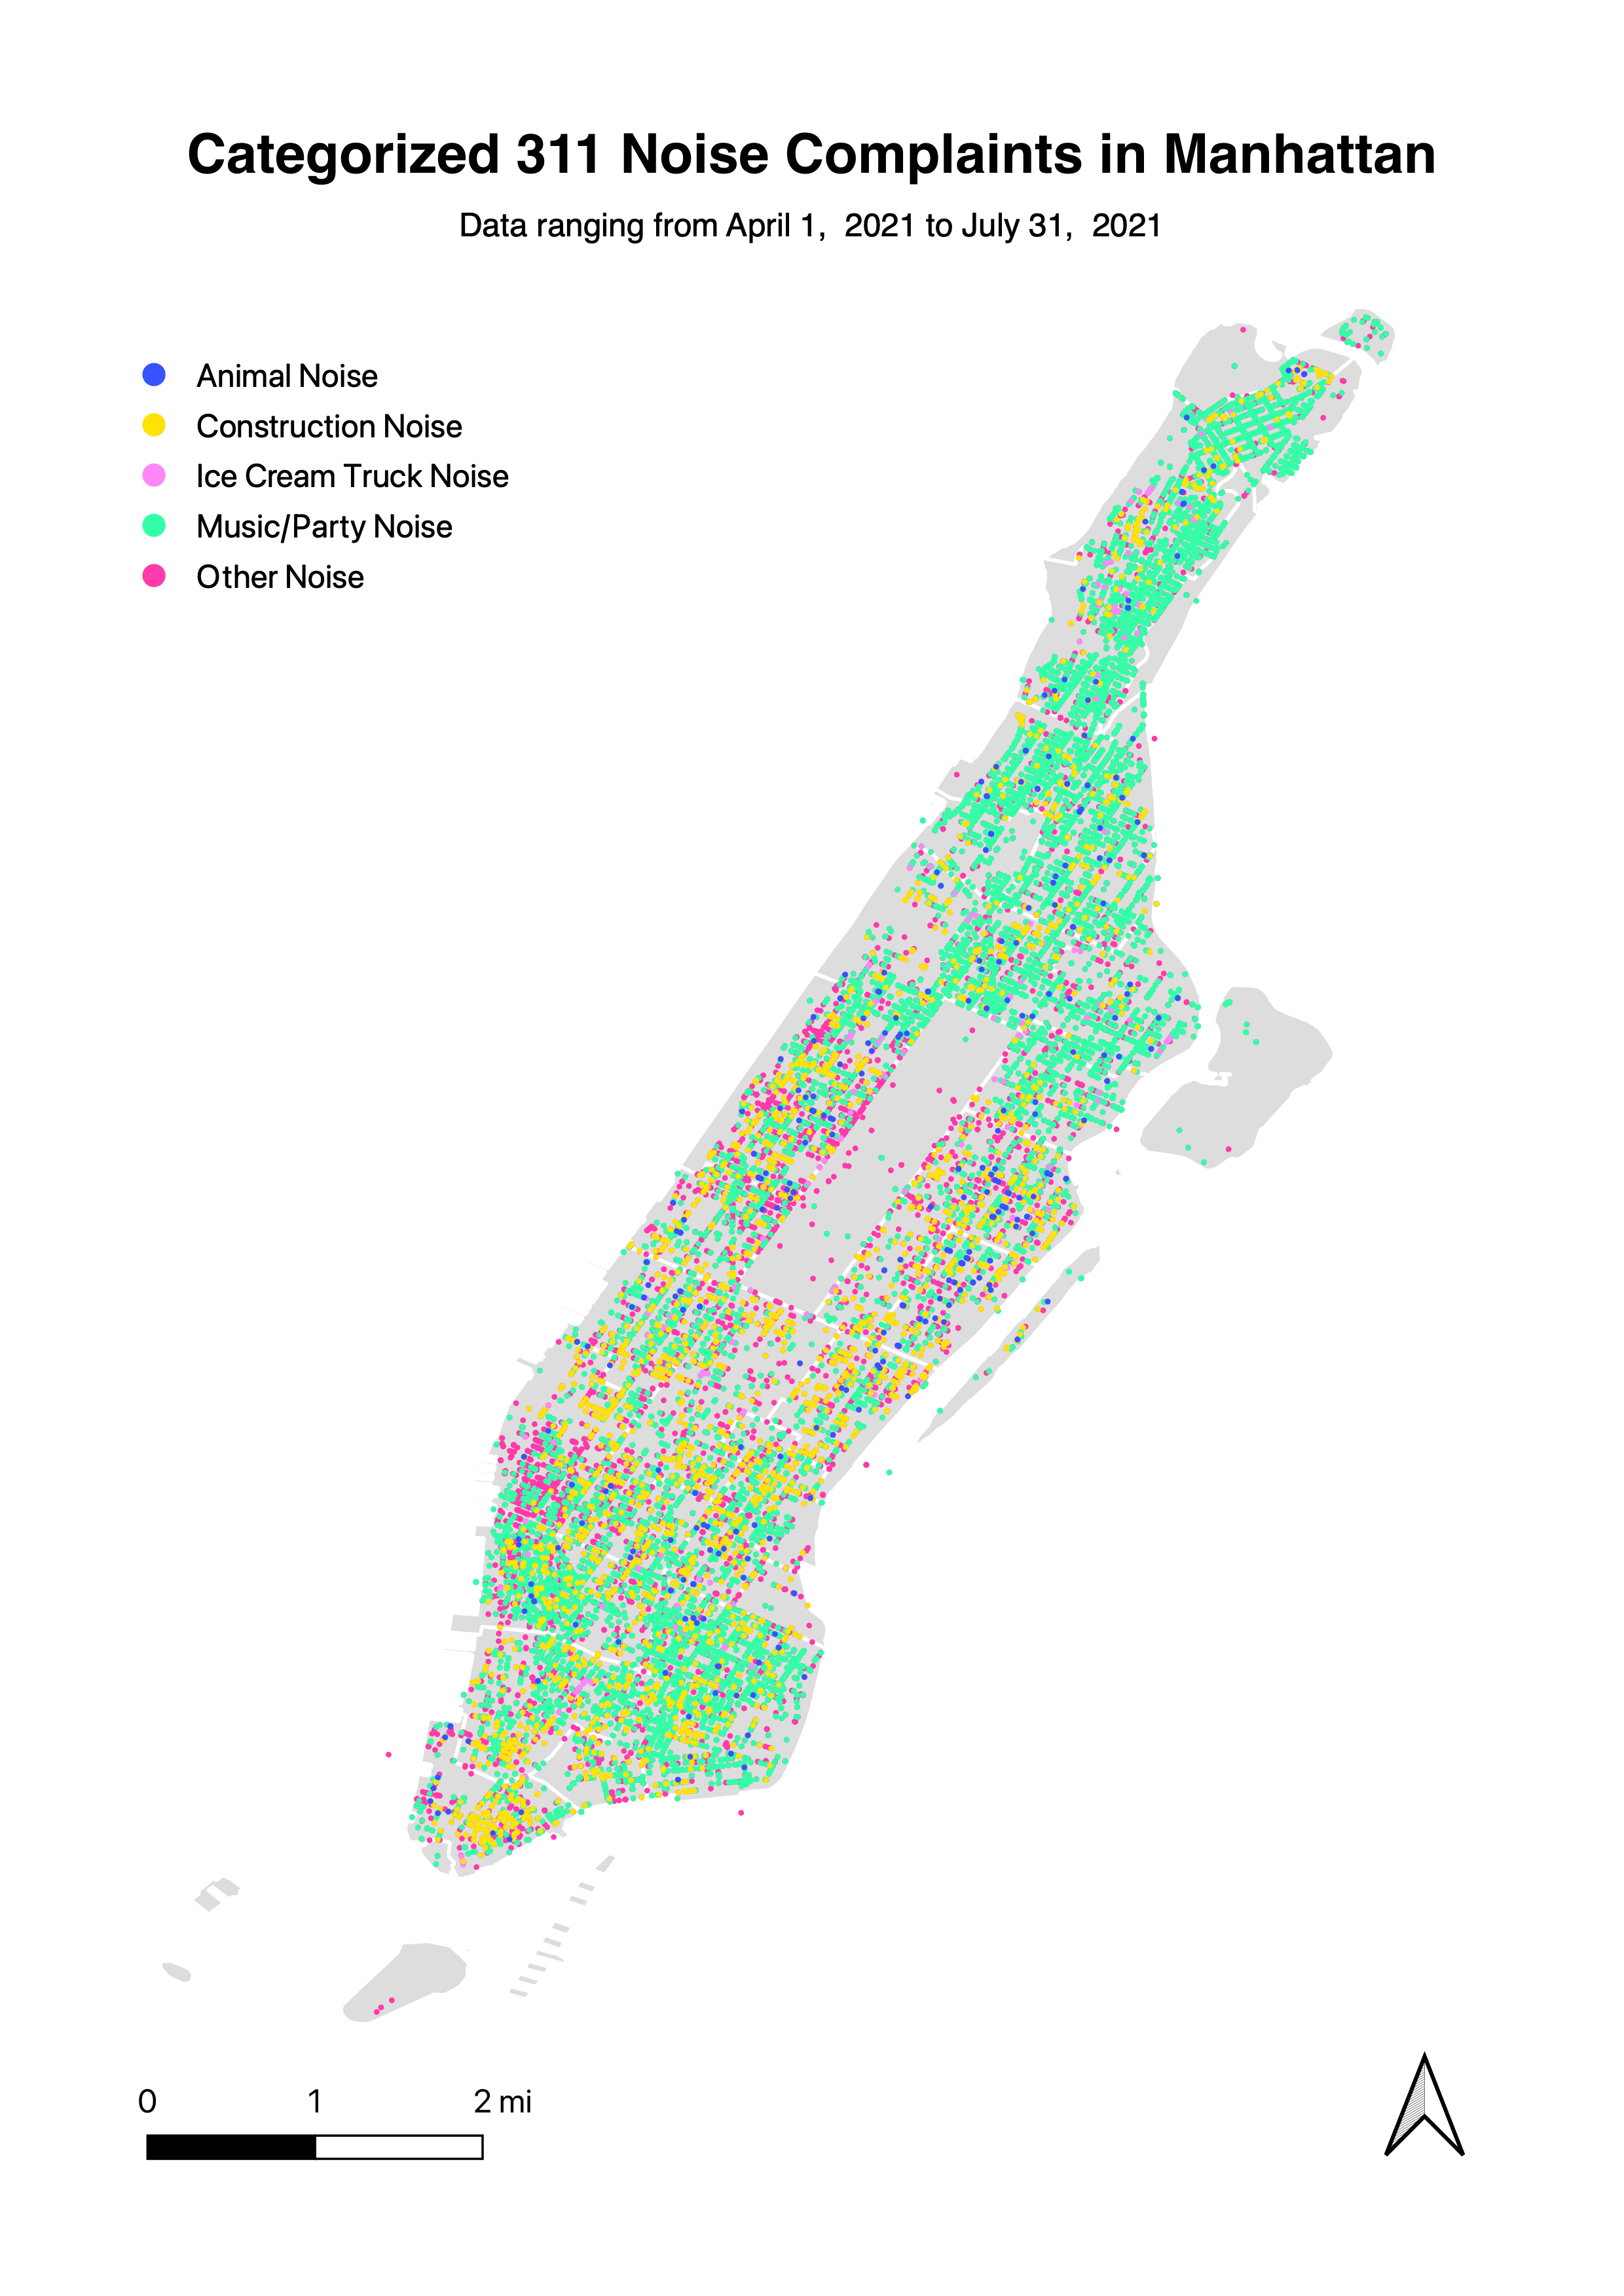 Categorized 311 Noise Complaints in Manhattan
Data ranging from April 1,  2021 to July 31,  2021
Animal Noise
Construction Noise
Ice Cream Truck Noise
Music/Party Noise
Other Noise
0 1 2 mi